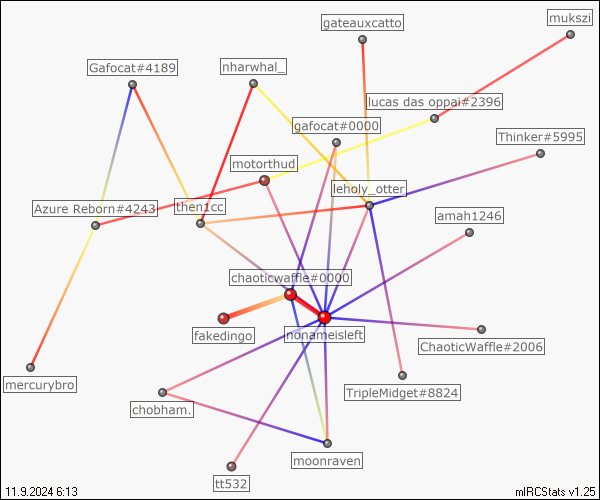 gateauxcatto
mukszi
Gafocat#4189
nharwhal_
lucas das oppai#2396
gafocat#0000
Thinker#5995
motorthud
leholy_otter
Azure Reborn#4243
then1cc
amah1246
chaoticwaffle#0000
fakedingo
nonameisleft
ChaoticWaffle#2006
mercurybro
TripleMidget#8824
chobham.
moonraven
tt532
11.9.2024 6:13
mIRCStats v1.25